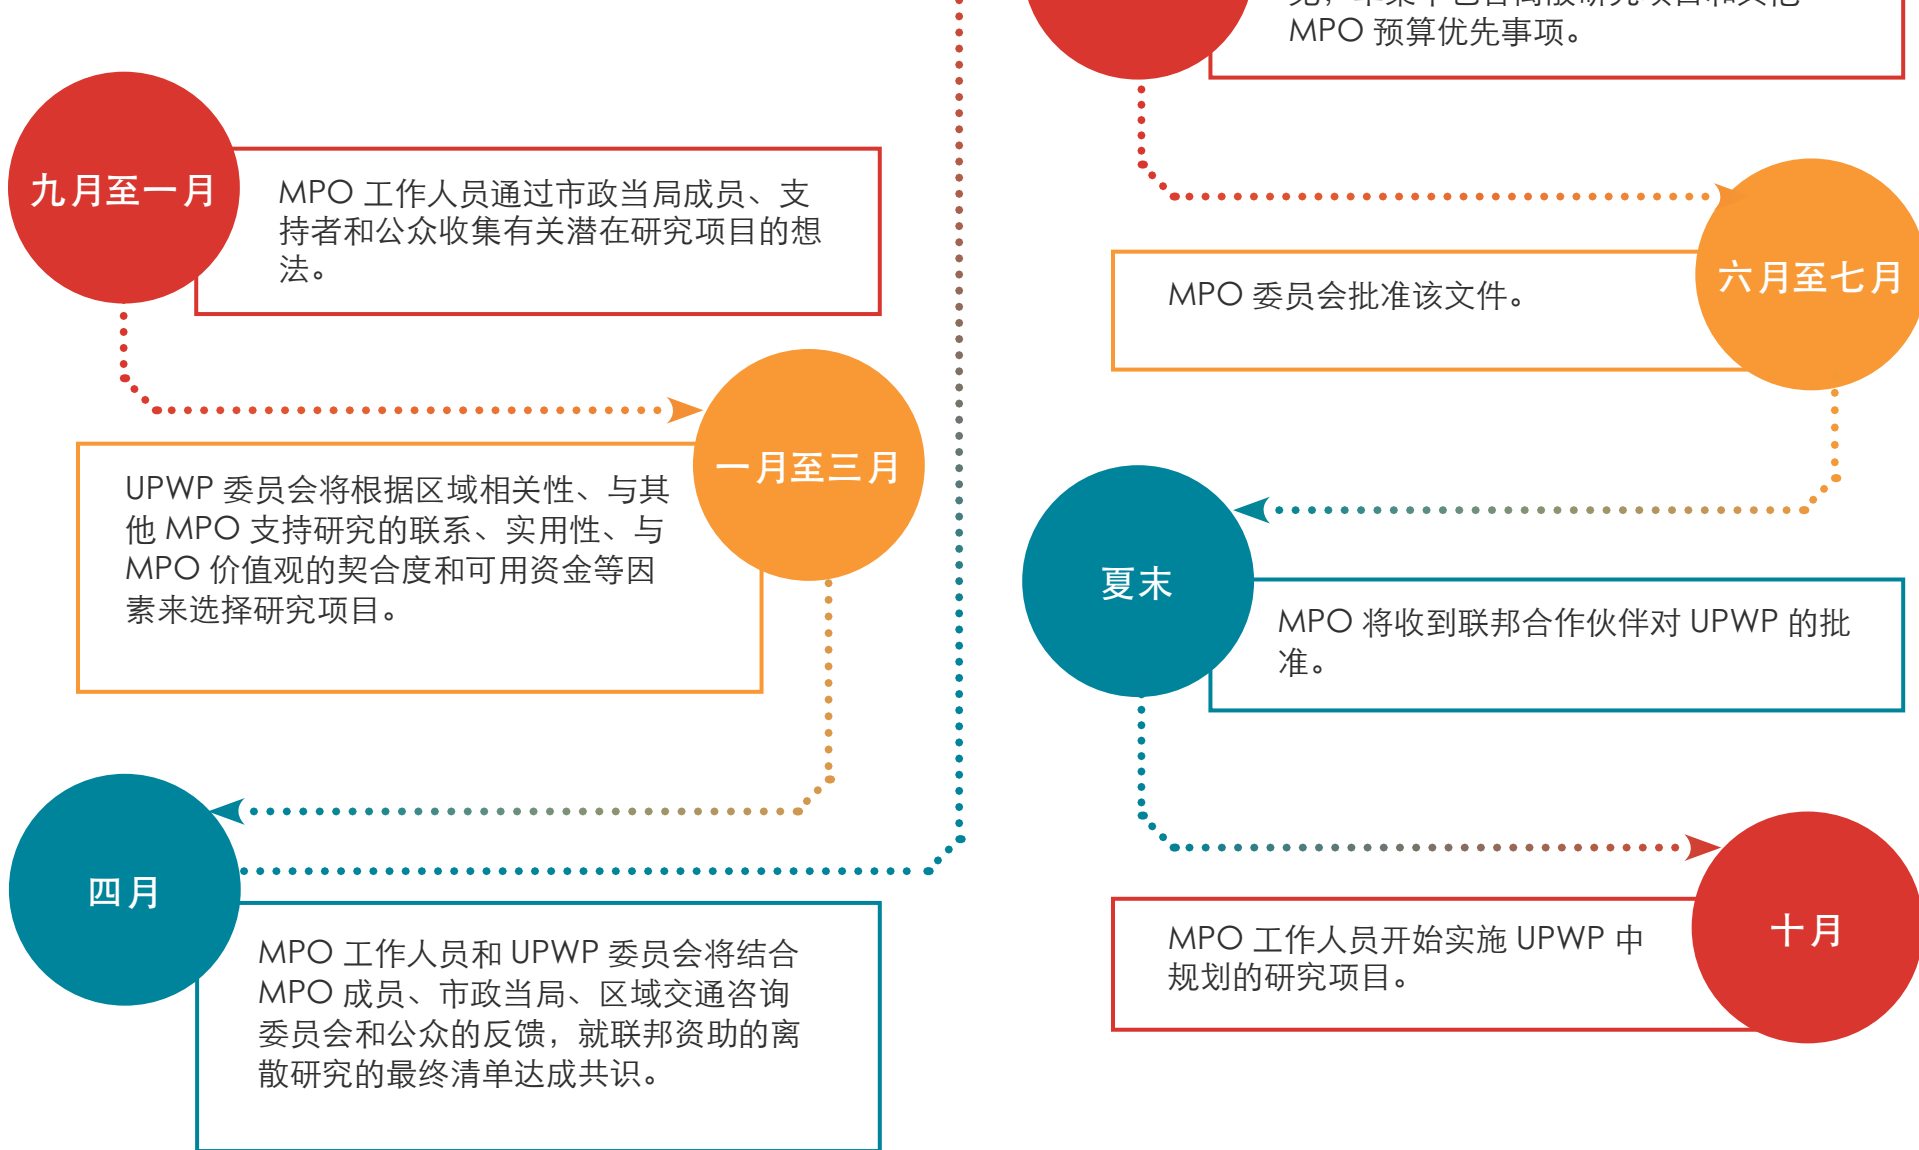 九月至一月
MPO 工作人员通过市政当局成员、支
持者和公众收集有关潜在研究项目的想
法。
一月至三月
UPWP 委员会将根据区域相关性、与其
他 MPO 支持研究的联系、实用性、与
MPO 价值观的契合度和可用资金等因
素来选择研究项目。
四月
MPO 工作人员和 UPWP 委员会将结合
MPO 成员、市政当局、区域交通咨询
委员会和公众的反馈，就联邦资助的离
散研究的最终清单达成共识。
MPO 预算优先事项。
六月至七月
MPO 委员会批准该文件。
夏末
MPO 将收到联邦合作伙伴对 UPWP 的批
准。
十月
MPO 工作人员开始实施 UPWP 中
规划的研究项目。